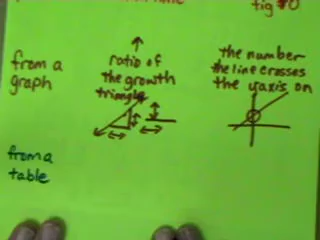 fig #0
from a
graph
ratio of
the growth
triangle
the number
the line crosses
the y axis on
from a
table